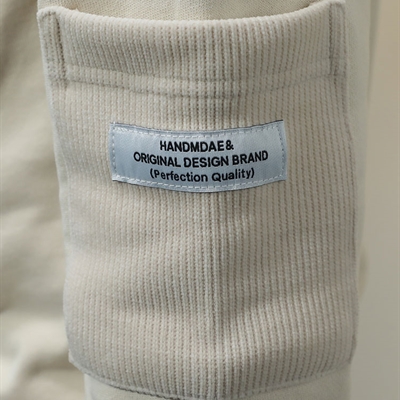 HANDMDAE &
ORIGINAL DESIGN BRAND
(Perfection Quality)